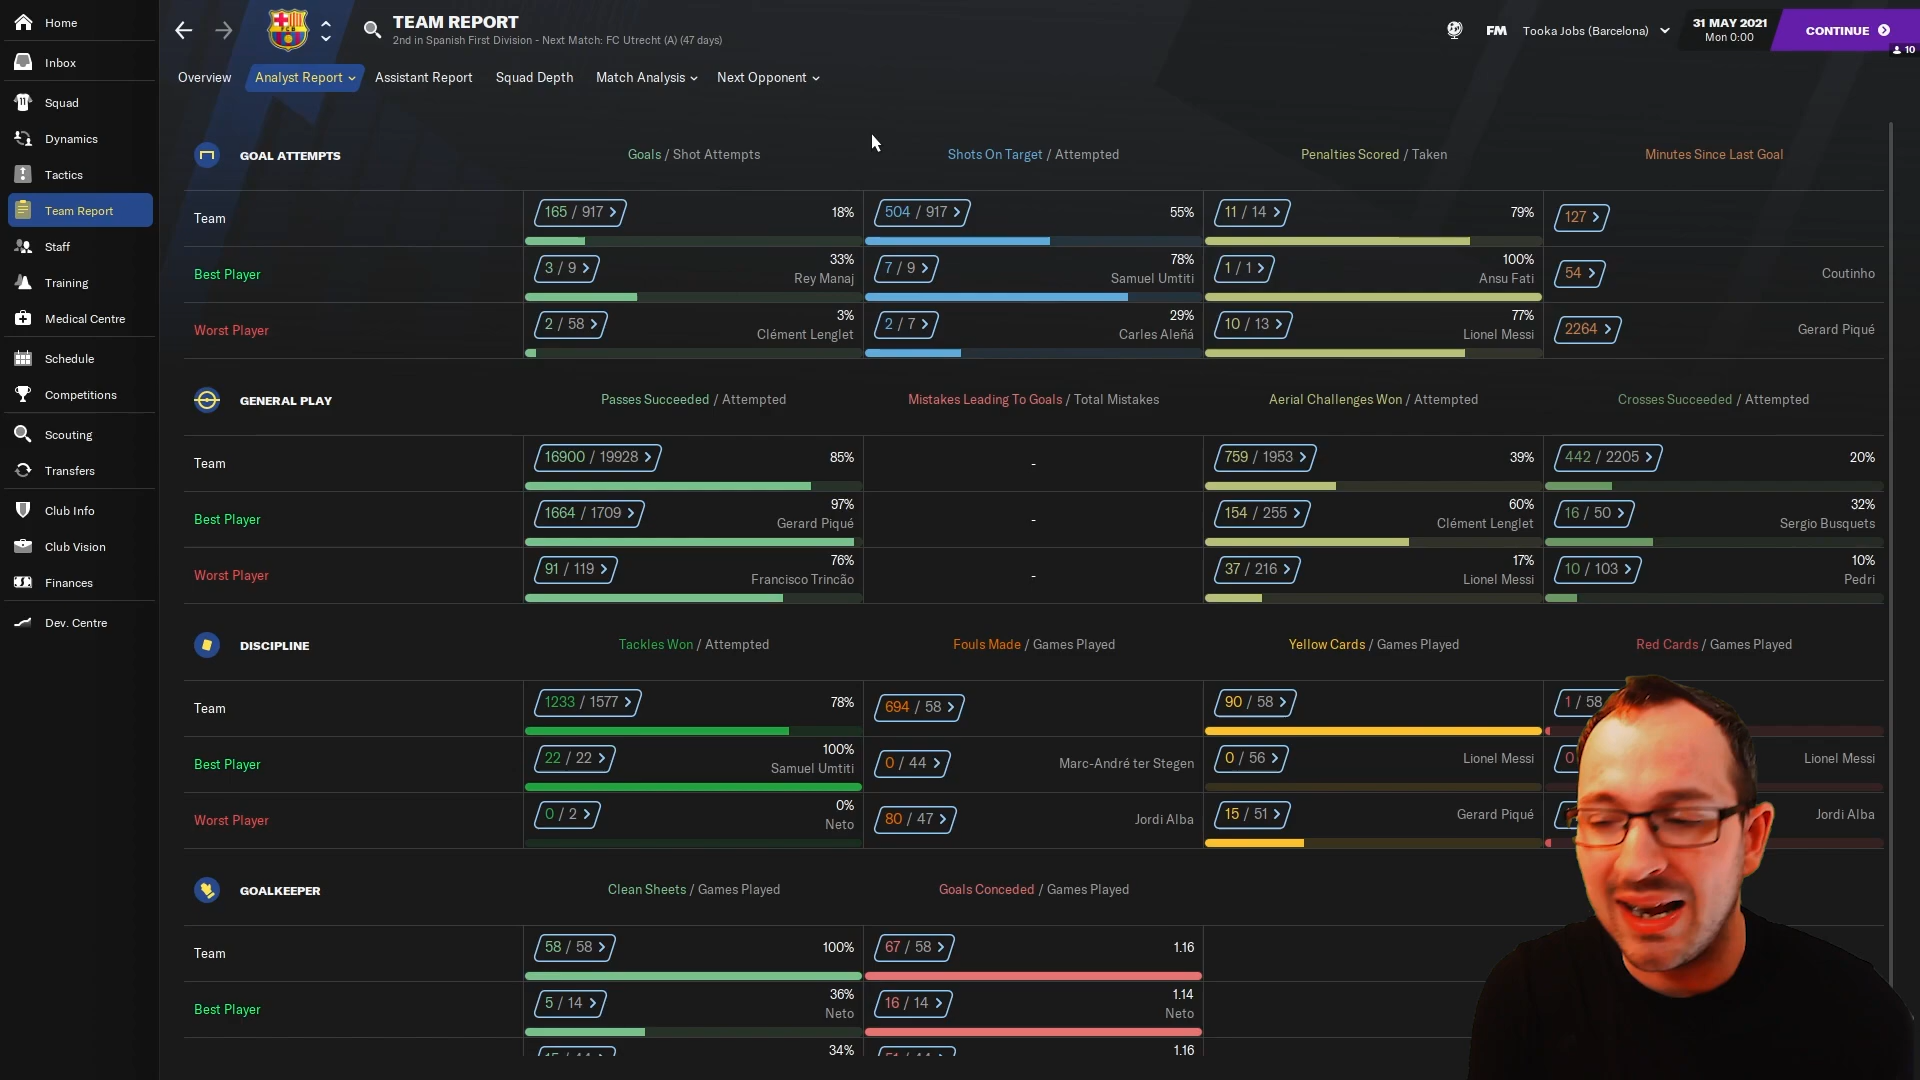 Home
Inbox
Squad
Dynamics
Tactics
Team Report
Staff
Training
Medical Centre
Schedule
Competitions
Scouting
Transfers
Club Info
Club Vision
Finances
Dev. Centre
TEAM REPORT
2nd in Spanish First Division - Next Match: FC Utrecht (A) (47 days)
FM
Tooka Jobs (Barcelona)
31 MAY 2021
Mon 0:00
CONTINUE
10
Overview Analyst Report Assistant Report Squad Depth Match Analysis Next Opponent
GOAL ATTEMPTS Goals / Shot Attempts Shots On Target / Attempted Penalties Scored / Taken Minutes Since Last Goal
Team 165 / 917 18% 504 / 917 55% 11 / 14 79% 127
Best Player 3 / 9 33% Rey Manaj 7 / 9 78% Samuel Umtiti 1 / 1 100% Ansu Fati 54 Coutinho
Worst Player 2 / 58 3% Clément Lenglet 2 / 7 29% Carles Aleñá 10 / 13 77% Lionel Messi 2264 Gerard Piqué
GENERAL PLAY Passes Succeeded / Attempted Mistakes Leading To Goals / Total Mistakes Aerial Challenges Won / Attempted Crosses Succeeded / Attempted
Team 16900 / 19928 85% - 759 / 1953 39% 442 / 2205 20%
Best Player 1664 / 1709 97% Gerard Piqué - 154 / 255 60% Clément Lenglet 16 / 50 32% Sergio Busquets
Worst Player 91 / 119 76% Francisco Trincão - 37 / 216 17% Lionel Messi 10 / 103 10% Pedri
DISCIPLINE Tackles Won / Attempted Fouls Made / Games Played Yellow Cards / Games Played Red Cards / Games Played
Team 1233 / 1577 78% 694 / 58 90 / 58 1 / 58
Best Player 22 / 22 100% Samuel Umtiti 0 / 44 Marc-André ter Stegen 0 / 56 Lionel Messi 0 Lionel Messi
Worst Player 0 / 2 0% Neto 80 / 47 Jordi Alba 15 / 51 Gerard Piqué Jordi Alba
GOALKEEPER Clean Sheets / Games Played Goals Conceded / Games Played
Team 58 / 58 100% 67 / 58 1.16
Best Player 5 / 14 36% Neto 16 / 14 1.14 Neto
34% 1.16